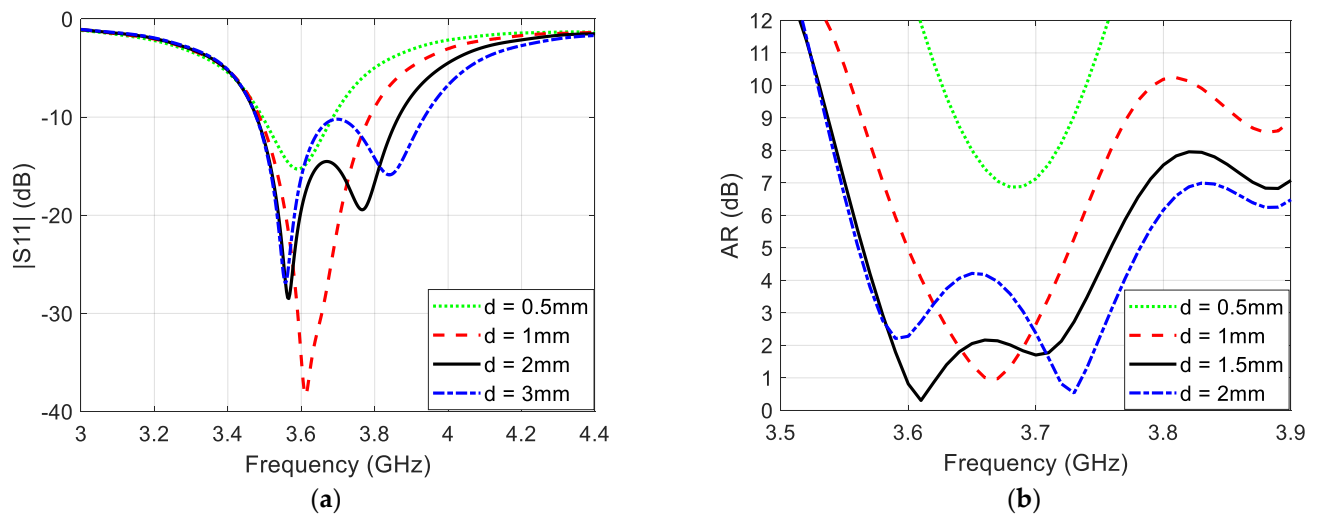 0
-10
-20
-30
-40
|S11| (dB)
3 3.2 3.4 3.6 3.8 4 4.2 4.4
Frequency (GHz)
d = 0.5mm
d = 1mm
d = 2mm
d = 3mm
(a)
12
11
10
9
8
7
6
5
4
3
2
1
0
AR (dB)
3.5 3.6 3.7 3.8 3.9
Frequency (GHz)
d = 0.5mm
d = 1mm
d = 1.5mm
d = 2mm
(b)